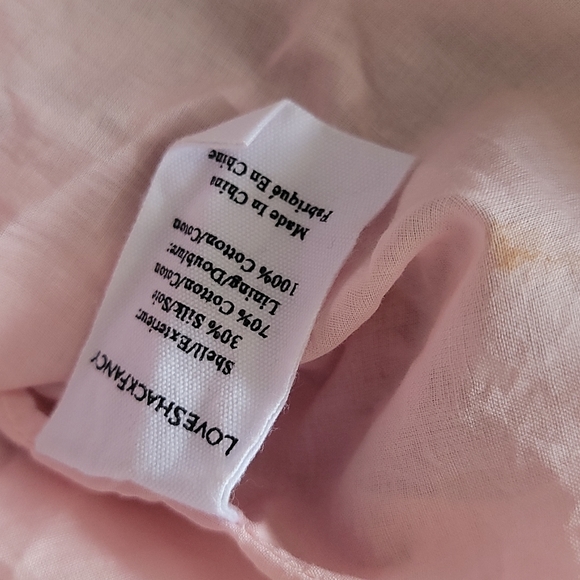 LOVESHACKFANCY
Shell/Exterieur:
30% Silk/Soie
70% Cotton/Coton
Lining/Doublure:
100% Cotton/Coton
Made In China
Fabriqué En Chine